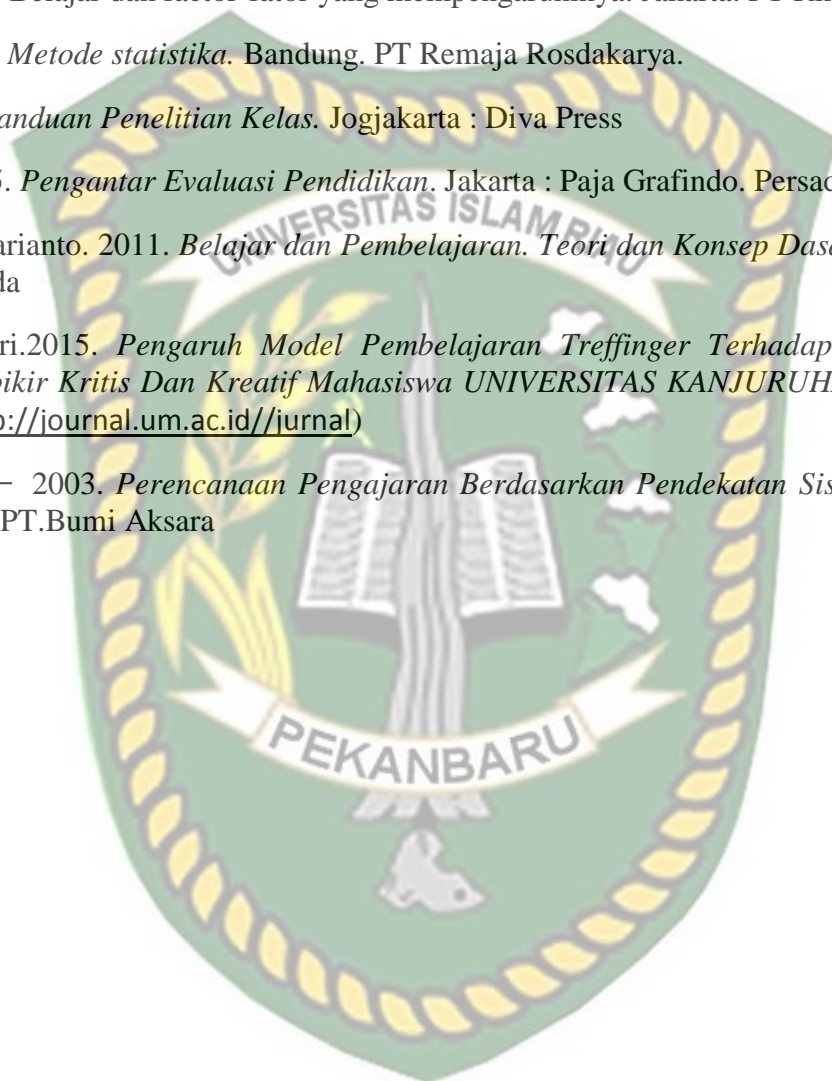 Belajar dan factor-fator yang mempengaruhinya. Jakarta. PT
Metode statistika. Bandung. PT Remaja Rosdakarya.
anduan Penelitian Kelas. Jogjakarta : Diva Press
. Pengantar Evaluasi Pendidikan. Jakarta : Paja Grafindo. Persad
arianto. 2011. Belajar dan Pembelajaran. Teori dan Konsep Dasa
da
ri.2015. Pengaruh Model Pembelajaran Treffinger Terhadap
pikir Kritis Dan Kreatif Mahasiswa UNIVERSITAS KANJURUH
p://journal.um.ac.id//jurnal)
– 2003. Perencanaan Pengajaran Berdasarkan Pendekatan Sis
PT.Bumi Aksara
UNIVERSITAS ISLAM RIAU
PEKANBARU